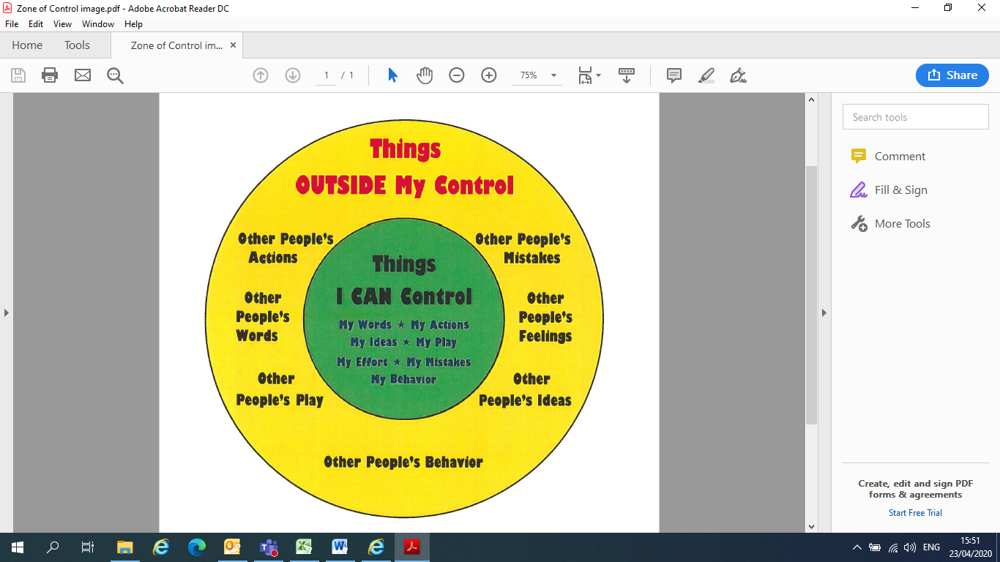 Zone of Control image.pdf - Adobe Acrobat Reader DC
File Edit View Window Help
Home Tools Zone of Control im... ×
1 / 1 75% Share
Things
OUTSIDE My Control
Other People's
Actions
Other People's
Mistakes
Other
People's
Words
Other
People's
Feelings
Other
People's Play
Other
People's Ideas
Other People's Behavior
Things
I CAN Control
My Words ★ My Actions
My Ideas ★ My Play
My Effort ★ My Mistakes
My Behavior
Search tools
Comment
Fill & Sign
More Tools
Create, edit and sign PDF
forms & agreements
Start Free Trial
ENG
15:51
23/04/2020